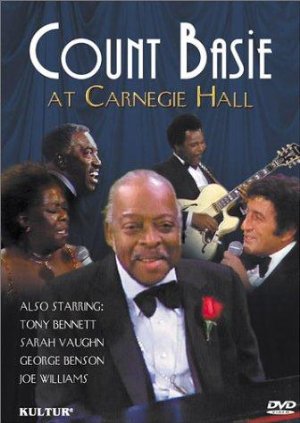 COUNT BASIE
AT CARNEGIE HALL
ALSO STARRING:
TONY BENNETT
SARAH VAUGHN
GEORGE BENSON
JOE WILLIAMS
KULTUR
DVD
VIDEO